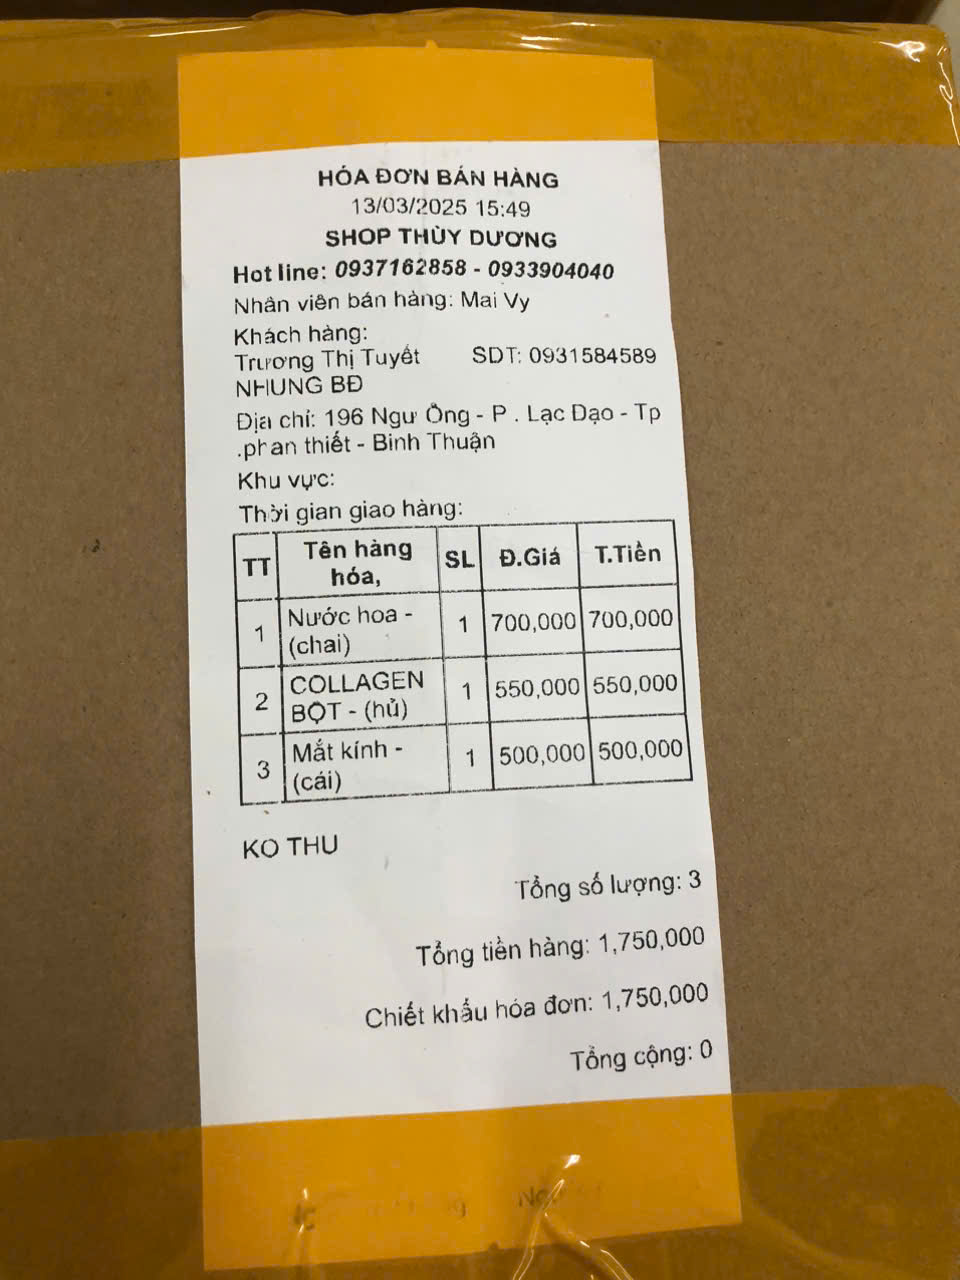 HÓA ĐƠN BÁN HÀNG
13/03/2025 15:49
SHOP THÙY DƯƠNG
Hot line: 0937162858 - 0933904040
Nhân viên bán hàng: Mai Vy
Khách hàng:
Trương Thị Tuyết SDT: 0931584589
NHUNG BĐ
Địa chỉ: 196 Ngư Ông - P . Lạc Đạo - Tp
.phan thiết - Bình Thuận
Khu vực:
Thời gian giao hàng:
TT Tên hàng hóa, SL Đ.Giá T.Tiền
1 Nước hoa - (chai) 1 700,000 700,000
2 COLLAGEN BỘT - (hủ) 1 550,000 550,000
3 Mắt kính - (cái) 1 500,000 500,000
KO THU
Tổng số lượng: 3
Tổng tiền hàng: 1,750,000
Chiết khấu hóa đơn: 1,750,000
Tổng cộng: 0